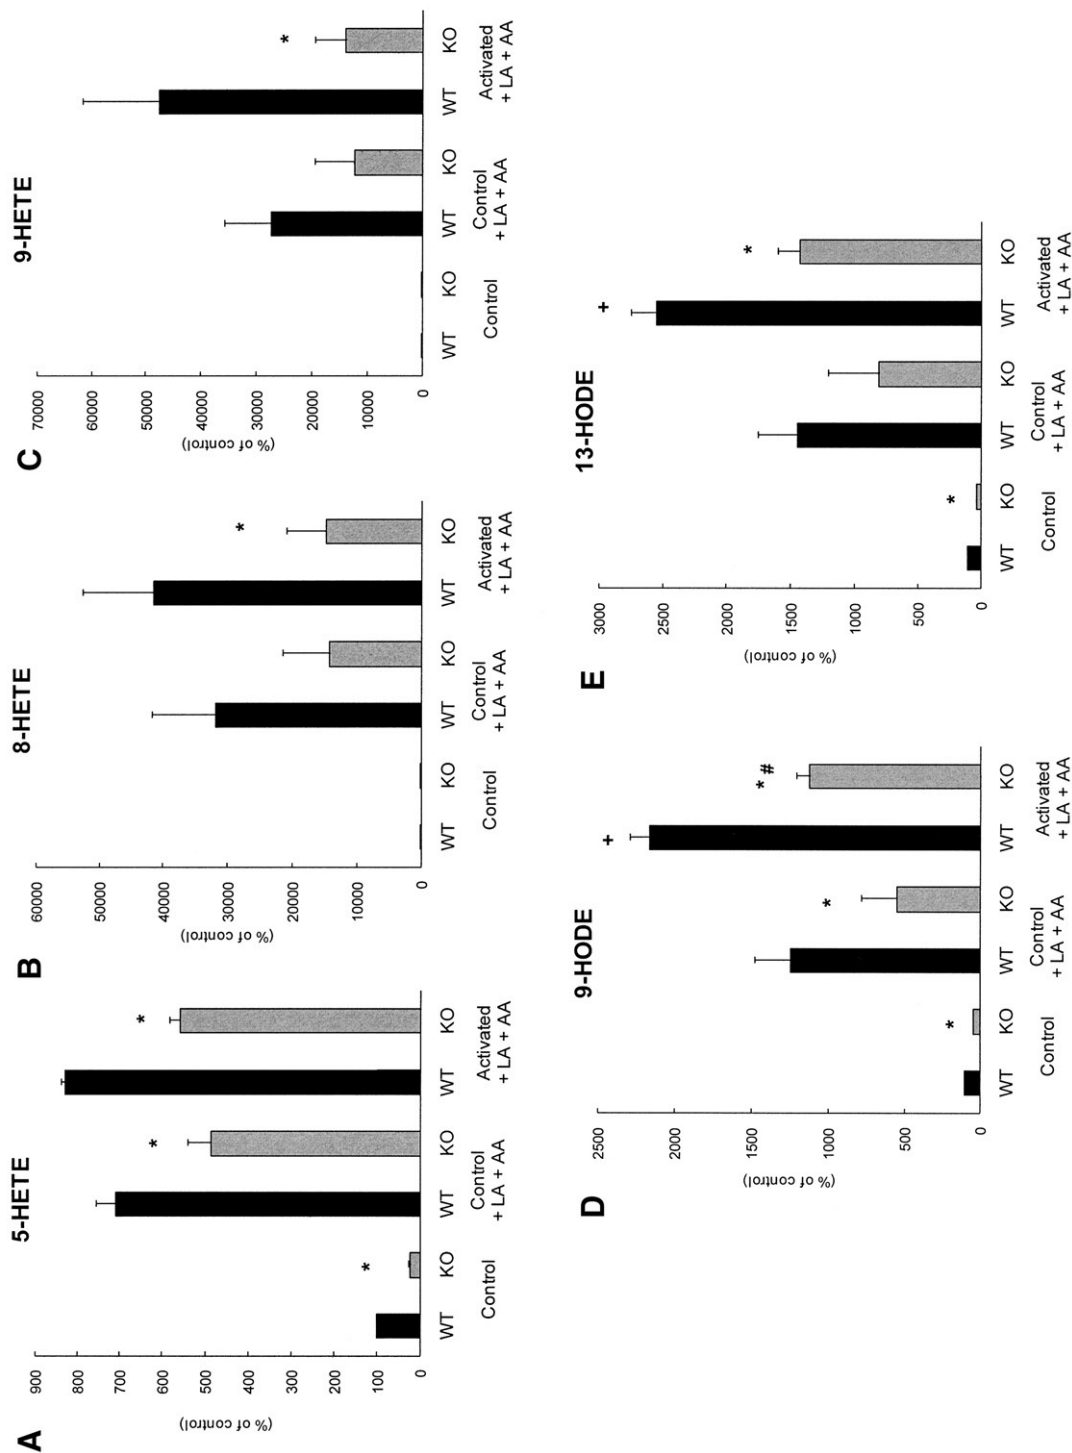 A
5-HETE
(% of control)
900
800
700
600
500
400
300
200
100
0
*
*
*
WT KO WT KO WT KO
Control Control Activated
+ LA + AA + LA + AA
B
8-HETE
(% of control)
60000
50000
40000
30000
20000
10000
0
*
WT KO WT KO WT KO
Control Control Activated
+ LA + AA + LA + AA
C
9-HETE
(% of control)
70000
60000
50000
40000
30000
20000
10000
0
*
WT KO WT KO WT KO
Control Control Activated
+ LA + AA + LA + AA
D
9-HODE
(% of control)
2500
2000
1500
1000
500
0
*
*
+
* #
WT KO WT KO WT KO
Control Control Activated
+ LA + AA + LA + AA
E
13-HODE
(% of control)
3000
2500
2000
1500
1000
500
0
*
+
*
WT KO WT KO WT KO
Control Control Activated
+ LA + AA + LA + AA